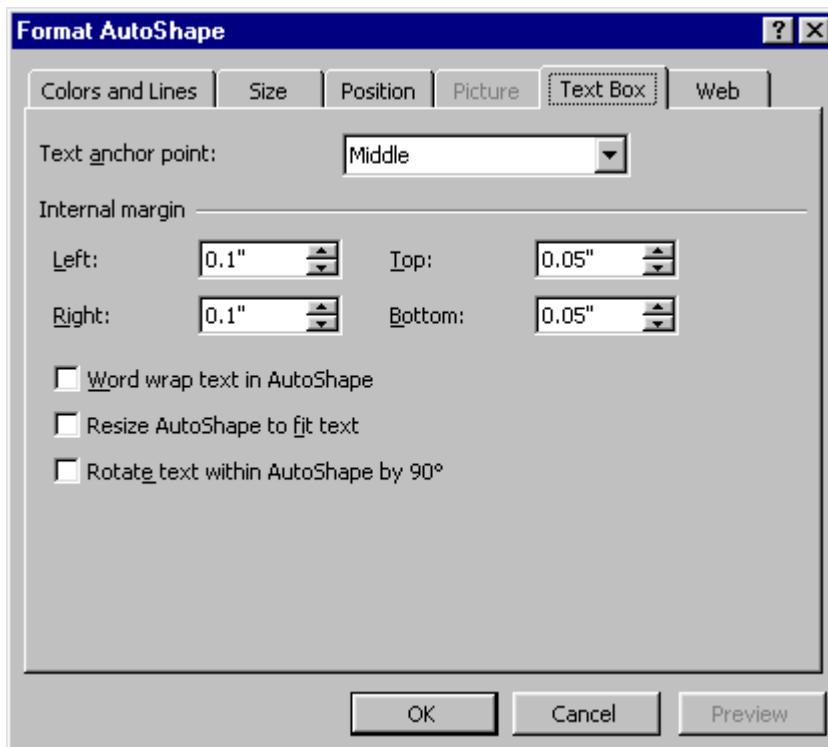 Format AutoShape
Colors and Lines Size Position Picture Text Box Web
Text anchor point: Middle
Internal margin
Left: 0.1" Top: 0.05"
Right: 0.1" Bottom: 0.05"
Word wrap text in AutoShape
Resize AutoShape to fit text
Rotate text within AutoShape by 90°
OK Cancel Preview